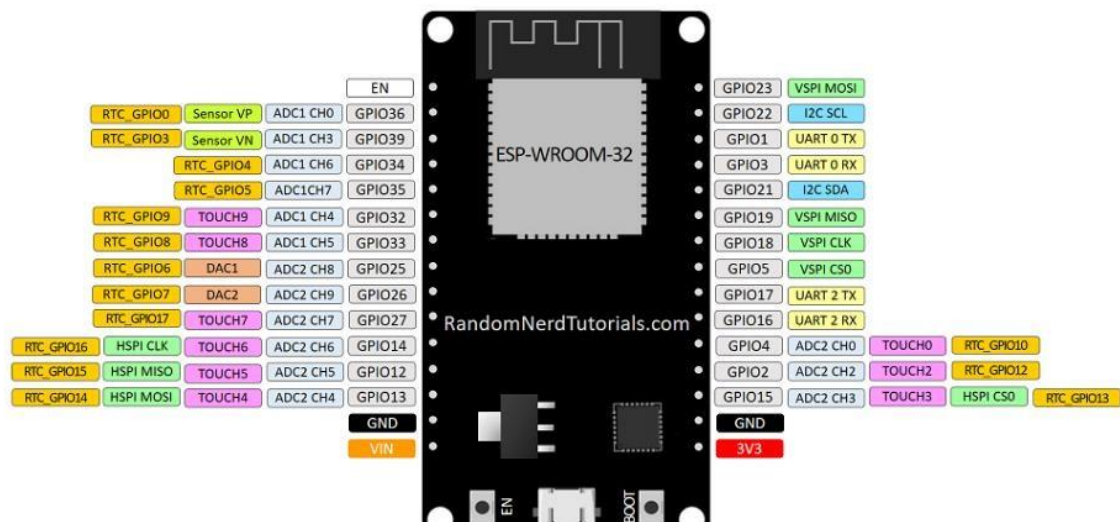 EN GPIO23 VSPI MOSI
RTC_GPIO0 Sensor VP ADC1 CH0 GPIO36 GPIO22 I2C SCL
RTC_GPIO3 Sensor VN ADC1 CH3 GPIO39 GPIO1 UART 0 TX
RTC_GPIO4 ADC1 CH6 GPIO34 ESP-WROOM-32 GPIO3 UART 0 RX
RTC_GPIO5 ADC1CH7 GPIO35 GPIO21 I2C SDA
RTC_GPIO9 TOUCH9 ADC1 CH4 GPIO32 GPIO19 VSPI MISO
RTC_GPIO8 TOUCH8 ADC1 CH5 GPIO33 GPIO18 VSPI CLK
RTC_GPIO6 DAC1 ADC2 CH8 GPIO25 GPIO5 VSPI CS0
RTC_GPIO7 DAC2 ADC2 CH9 GPIO26 GPIO17 UART 2 TX
RTC_GPIO17 TOUCH7 ADC2 CH7 GPIO27 RandomNerdTutorials.com GPIO16 UART 2 RX
RTC_GPIO16 HSPI CLK TOUCH6 ADC2 CH6 GPIO14 GPIO4 ADC2 CH0 TOUCH0 RTC_GPIO10
RTC_GPIO15 HSPI MISO TOUCH5 ADC2 CH5 GPIO12 GPIO2 ADC2 CH2 TOUCH2 RTC_GPIO12
RTC_GPIO14 HSPI MOSI TOUCH4 ADC2 CH4 GPIO13 GPIO15 ADC2 CH3 TOUCH3 HSPI CS0 RTC_GPIO13
GND GND
VIN 3V3
EN BOOT